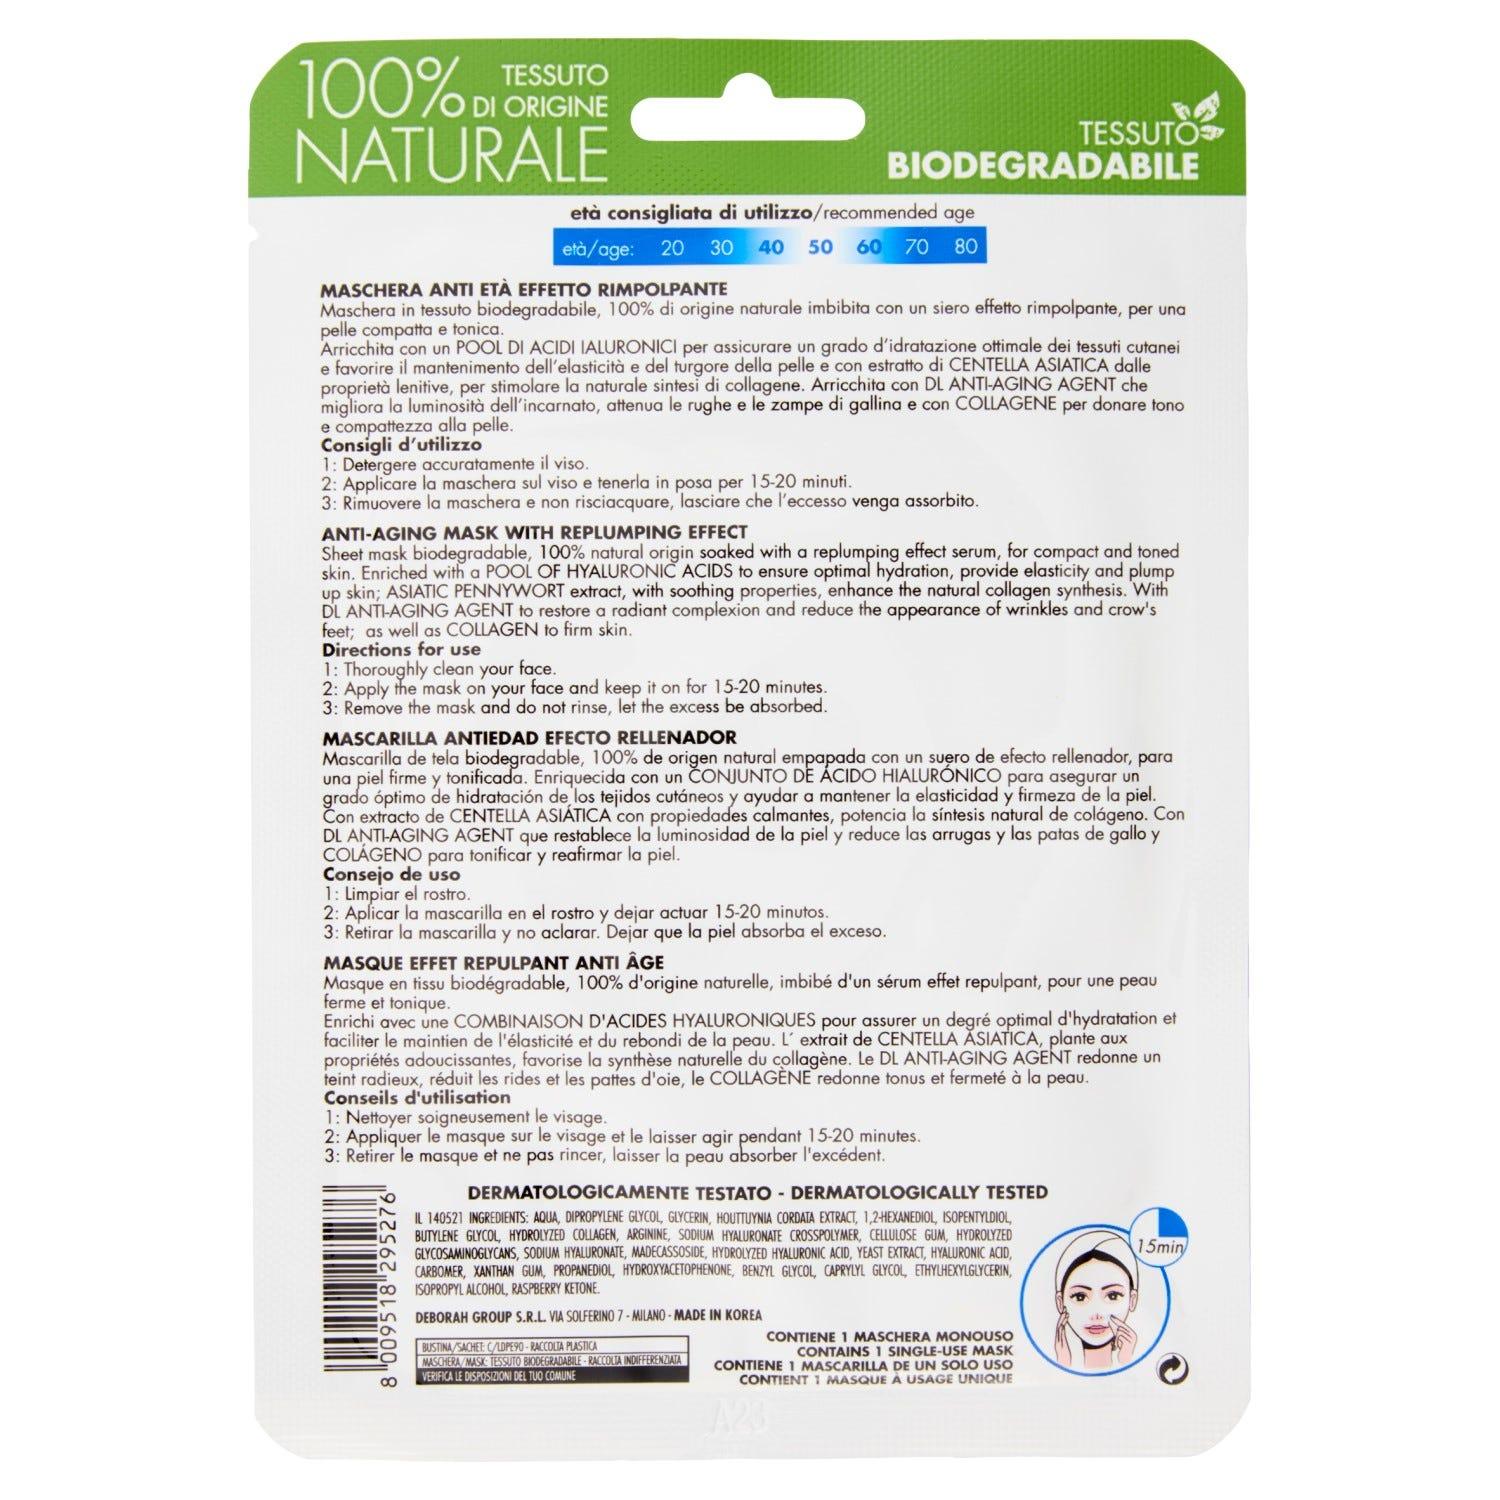 100% TESSUTO
DI ORIGINE
NATURALE
TESSUTO
BIODEGRADABILE
età consigliata di utilizzo/recommended age
età/age: 20 30 40 50 60 70 80
MASCHERA ANTI ETÀ EFFETTO RIMPOLPANTE
Maschera in tessuto biodegradabile, 100% di origine naturale imbibita con un siero effetto rimpolpante, per una
pelle compatta e tonica.
Arricchita con un POOL DI ACIDI IALURONICI per assicurare un grado d'idratazione ottimale dei tessuti cutanei
e favorire il mantenimento dell'elasticità e del turgore della pelle e con estratto di CENTELLA ASIATICA dalle
proprietà lenitive, per stimolare la naturale sintesi di collagene. Arricchita con DL ANTI-AGING AGENT che
migliora la luminosità dell'incarnato, attenua le rughe e le zampe di gallina e con COLLAGENE per donare tono
e compattezza alla pelle.
Consigli d'utilizzo
1: Detergere accuratamente il viso.
2: Applicare la maschera sul viso e tenerla in posa per 15-20 minuti.
3: Rimuovere la maschera e non risciacquare, lasciare che l'eccesso venga assorbito.
ANTI-AGING MASK WITH REPLUMPING EFFECT
Sheet mask biodegradable, 100% natural origin soaked with a replumping effect serum, for compact and toned
skin. Enriched with a POOL OF HYALURONIC ACIDS to ensure optimal hydration, provide elasticity and plump
up skin; ASIATIC PENNYWORT extract, with soothing properties, enhance the natural collagen synthesis. With
DL ANTI-AGING AGENT to restore a radiant complexion and reduce the appearance of wrinkles and crow's
feet; as well as COLLAGEN to firm skin.
Directions for use
1: Thoroughly clean your face.
2: Apply the mask on your face and keep it on for 15-20 minutes.
3: Remove the mask and do not rinse, let the excess be absorbed.
MASCARILLA ANTIEDAD EFECTO RELLENADOR
Mascarilla de tela biodegradable, 100% de origen natural empapada con un suero de efecto rellenador, para
una piel firme y tonificada. Enriquecida con un CONJUNTO DE ÁCIDO HIALURÓNICO para asegurar un
grado óptimo de hidratación de los tejidos cutáneos y ayudar a mantener la elasticidad y firmeza de la piel.
Con extracto de CENTELLA ASIÁTICA con propiedades calmantes, potencia la síntesis natural de colágeno. Con
DL ANTI-AGING AGENT que restablece la luminosidad de la piel y reduce las arrugas y las patas de gallo y
COLÁGENO para tonificar y reafirmar la piel.
Consejo de uso
1: Limpiar el rostro.
2: Aplicar la mascarilla en el rostro y dejar actuar 15-20 minutos.
3: Retirar la mascarilla y no aclarar. Dejar que la piel absorba el exceso.
MASQUE EFFET REPULPANT ANTI ÂGE
Masque en tissu biodégradable, 100% d'origine naturelle, imbibé d'un sérum effet repulpant, pour une peau
ferme et tonique.
Enrichi avec une COMBINAISON D'ACIDES HYALURONIQUES pour assurer un degré optimal d'hydratation et
faciliter le maintien de l'élasticité et du rebondi de la peau. L´ extrait de CENTELLA ASIATICA, plante aux
propriétés adoucissantes, favorise la synthèse naturelle du collagène. Le DL ANTI-AGING AGENT redonne un
teint radieux, réduit les rides et les pattes d'oie, le COLLAGÈNE redonne tonus et fermeté à la peau.
Conseils d'utilisation
1: Nettoyer soigneusement le visage.
2: Appliquer le masque sur le visage et le laisser agir pendant 15-20 minutes.
3: Retirer le masque et ne pas rincer, laisser la peau absorber l'excédent.
DERMATOLOGICAMENTE TESTATO - DERMATOLOGICALLY TESTED
IL 140521 INGREDIENTS: AQUA, DIPROPYLENE GLYCOL, GLYCERIN, HOUTTUYNIA CORDATA EXTRACT, 1,2-HEXANEDIOL, ISOPENTYLDIOL,
BUTYLENE GLYCOL, HYDROLYZED COLLAGEN, ARGININE, SODIUM HYALURONATE CROSSPOLYMER, CELLULOSE GUM, HYDROLYZED
GLYCOSAMINOGLYCANS, SODIUM HYALURONATE, MADECASSOSIDE, HYDROLYZED HYALURONIC ACID, YEAST EXTRACT, HYALURONIC ACID,
CARBOMER, XANTHAN GUM, PROPANEDIOL, HYDROXYACETOPHENONE, BENZYL GLYCOL, CAPRYLYL GLYCOL, ETHYLHEXYLGLYCERIN,
ISOPROPYL ALCOHOL, RASPBERRY KETONE.
DEBORAH GROUP S.R.L. VIA SOLFERINO 7 - MILANO - MADE IN KOREA
BUSTINA/SACHET: C/LDPE90 - RACCOLTA PLASTICA
MASCHERA/MASK: TESSUTO BIODEGRADABILE - RACCOLTA INDIFFERENZIATA
VERIFICA LE DISPOSIZIONI DEL TUO COMUNE
CONTIENE 1 MASCHERA MONOUSO
CONTAINS 1 SINGLE-USE MASK
CONTIENE 1 MASCARILLA DE UN SOLO USO
CONTIENT 1 MASQUE À USAGE UNIQUE
15min
8 009518 295276
A23